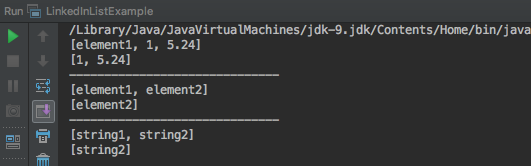 Run LinkedInListExample
/Library/Java/JavaVirtualMachines/jdk-9.jdk/Contents/Home/bin/java
[element1, 1, 5.24]
[1, 5.24]
------------------------------
[element1, element2]
[element2]
------------------------------
[string1, string2]
[string2]